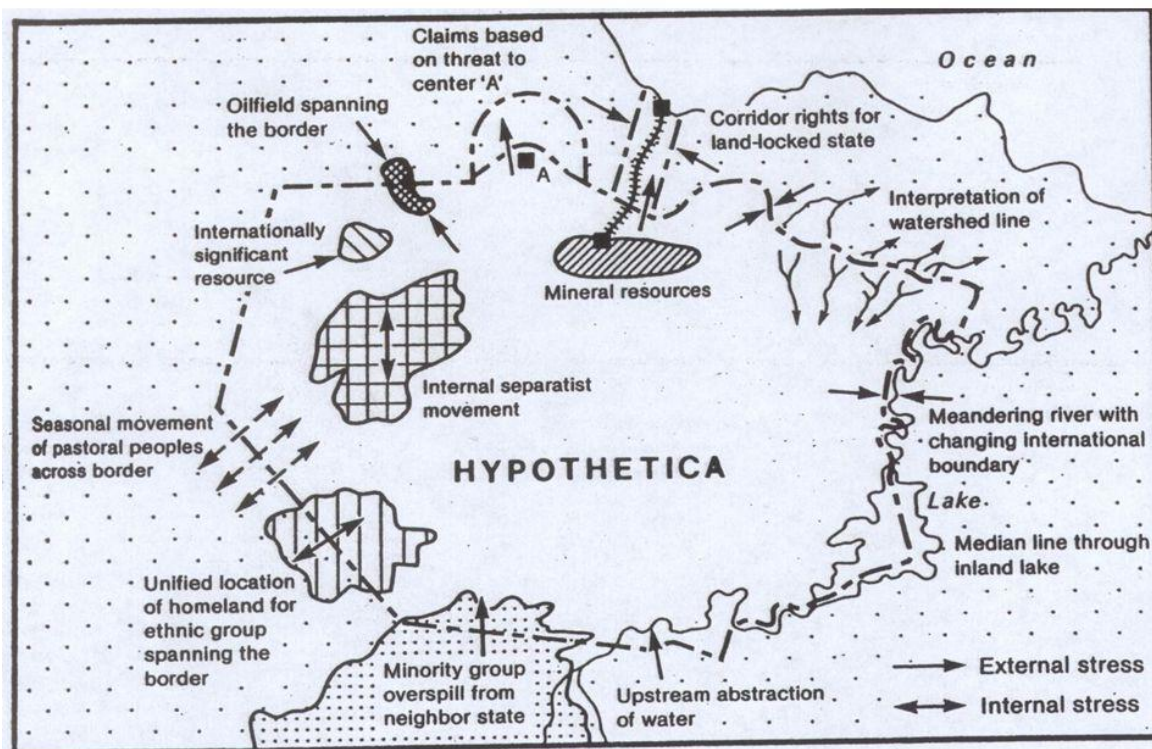 Claims based
on threat to
center 'A'
Ocean
Oilfield spanning
the border
Corridor rights for
land-locked state
A
Interpretation of
watershed line
Internationally
significant
resource
Mineral resources
Internal separatist
movement
Seasonal movement
of pastoral peoples
across border
Meandering river with
changing international
boundary
HYPOTHETICA
Lake
Median line through
inland lake
Unified location
of homeland for
ethnic group
spanning the
border
Minority group
overspill from
neighbor state
Upstream abstraction
of water
External stress
Internal stress